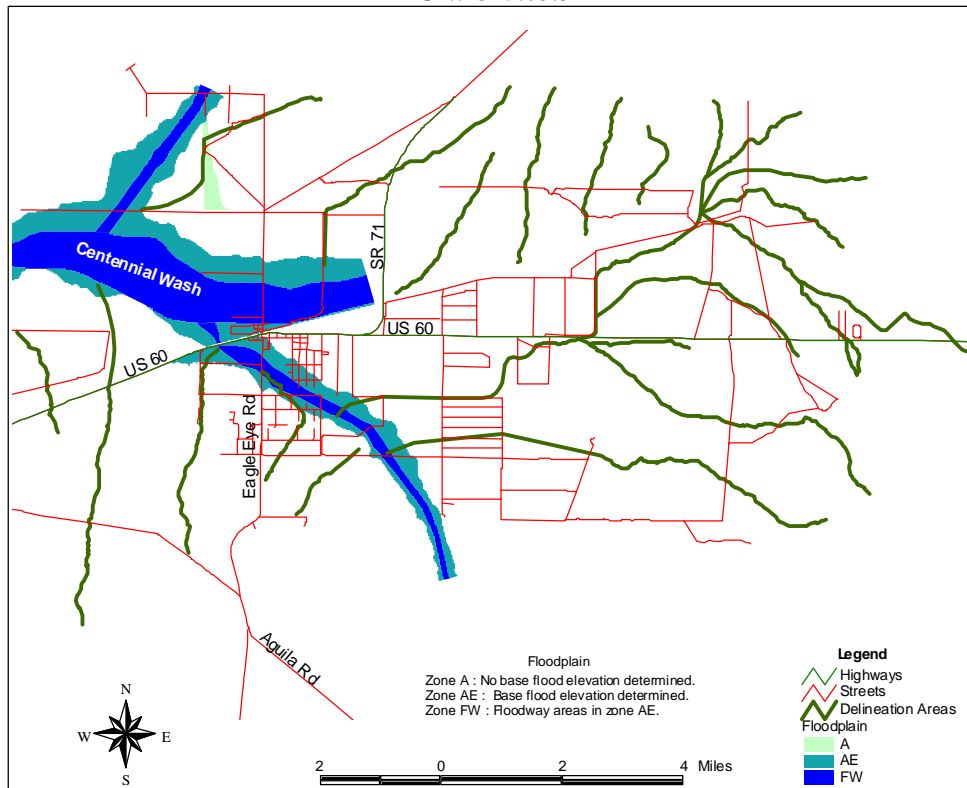 Centennial Wash
SR 71
US 60
US 60
Eagle Eye Rd
Aguila Rd
Floodplain
Zone A : No base flood elevation determined.
Zone AE : Base flood elevation determined.
Zone FW : Floodway areas in zone AE.
Legend
Highways
Streets
Delineation Areas
Floodplain
A
AE
FW
N
W E
S
2 0 2 4 Miles